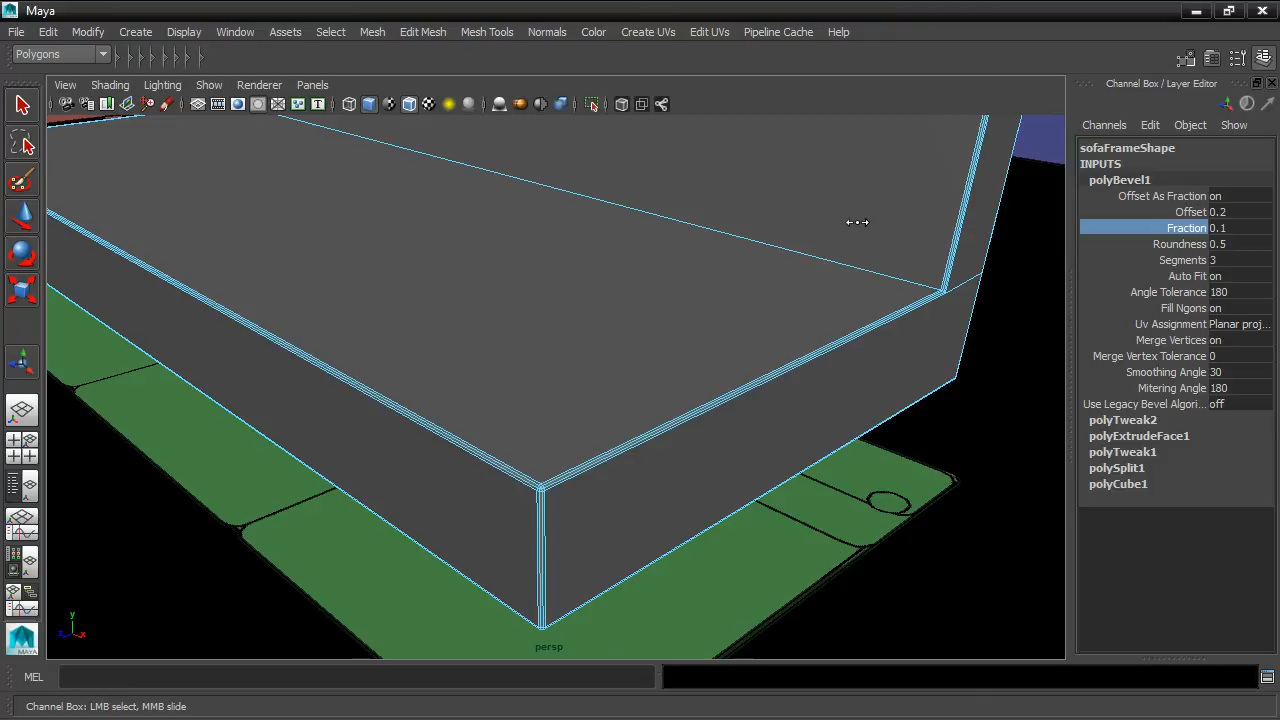 Maya
File Edit Modify Create Display Window Assets Select Mesh Edit Mesh Mesh Tools Normals Color Create UVs Edit UVs Pipeline Cache Help
Polygons
View Shading Lighting Show Renderer Panels
Channel Box / Layer Editor
Channels Edit Object Show
sofaFrameShape
INPUTS
polyBevel1
Offset As Fraction on
Offset 0.2
Fraction 0.1
Roundness 0.5
Segments 3
Auto Fit on
Angle Tolerance 180
Fill Ngons on
Uv Assignment Planar proj...
Merge Vertices on
Merge Vertex Tolerance 0
Smoothing Angle 30
Mitering Angle 180
Use Legacy Bevel Algori... off
polyTweak2
polyExtrudeFace1
polyTweak1
polySplit1
polyCube1
y
z x
persp
MAYA
MEL
Channel Box: LMB select, MMB slide